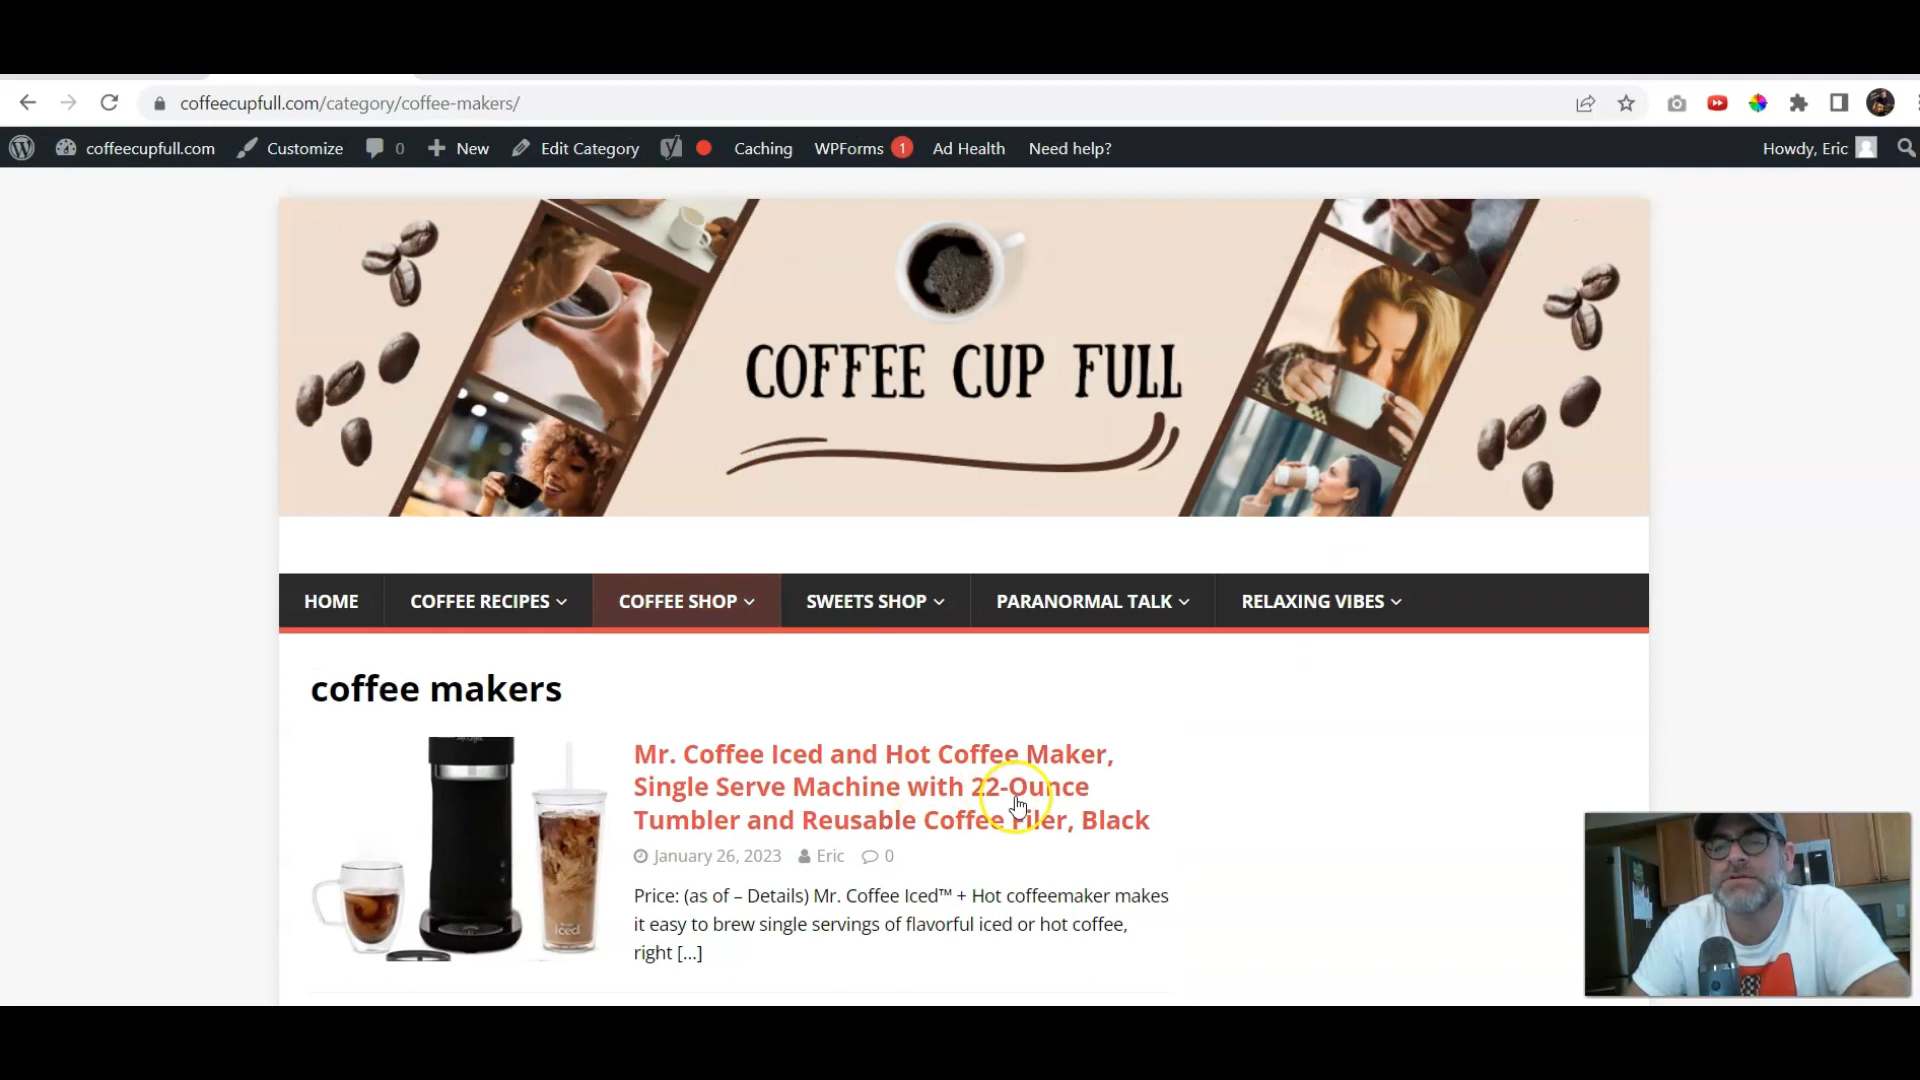 coffeecupfull.com/category/coffee-makers/
coffeecupfull.com Customize 0 New Edit Category Caching WPForms 1 Ad Health Need help? Howdy, Eric
COFFEE CUP FULL
HOME COFFEE RECIPES COFFEE SHOP SWEETS SHOP PARANORMAL TALK RELAXING VIBES
coffee makers
Mr. Coffee Iced and Hot Coffee Maker,
Single Serve Machine with 22-Ounce
Tumbler and Reusable Coffee Filer, Black
January 26, 2023 Eric 0
Price: (as of – Details) Mr. Coffee Iced™ + Hot coffeemaker makes
it easy to brew single servings of flavorful iced or hot coffee,
right [...]
iced